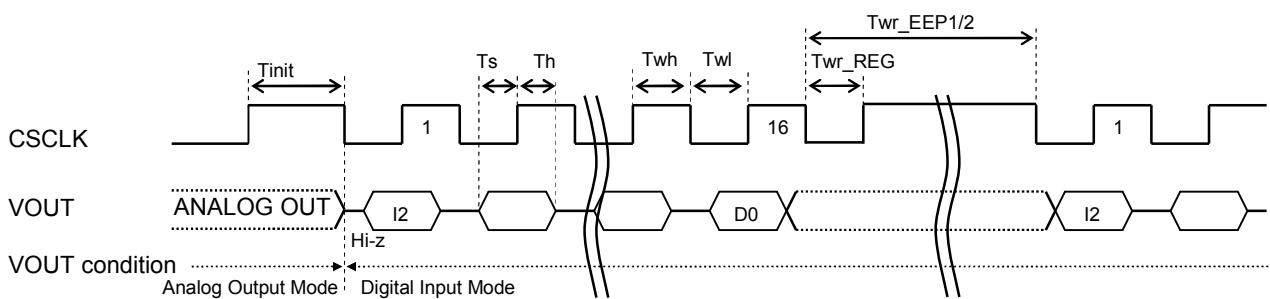 Twr_EEP1/2
Tinit
Ts
Th
Twh
Twl
Twr_REG
CSCLK
1
16
1
VOUT
ANALOG OUT
I2
D0
I2
Hi-z
VOUT condition
Analog Output Mode
Digital Input Mode